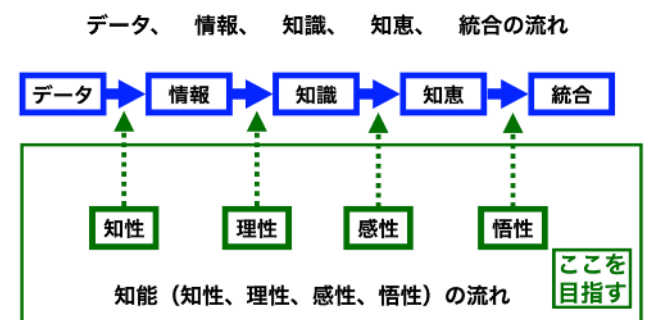 データ、　情報、　知識、　知恵、　統合の流れ
データ 情報 知識 知恵 統合
知性 理性 感性 悟性
ここを
目指す
知能（知性、理性、感性、悟性）の流れ